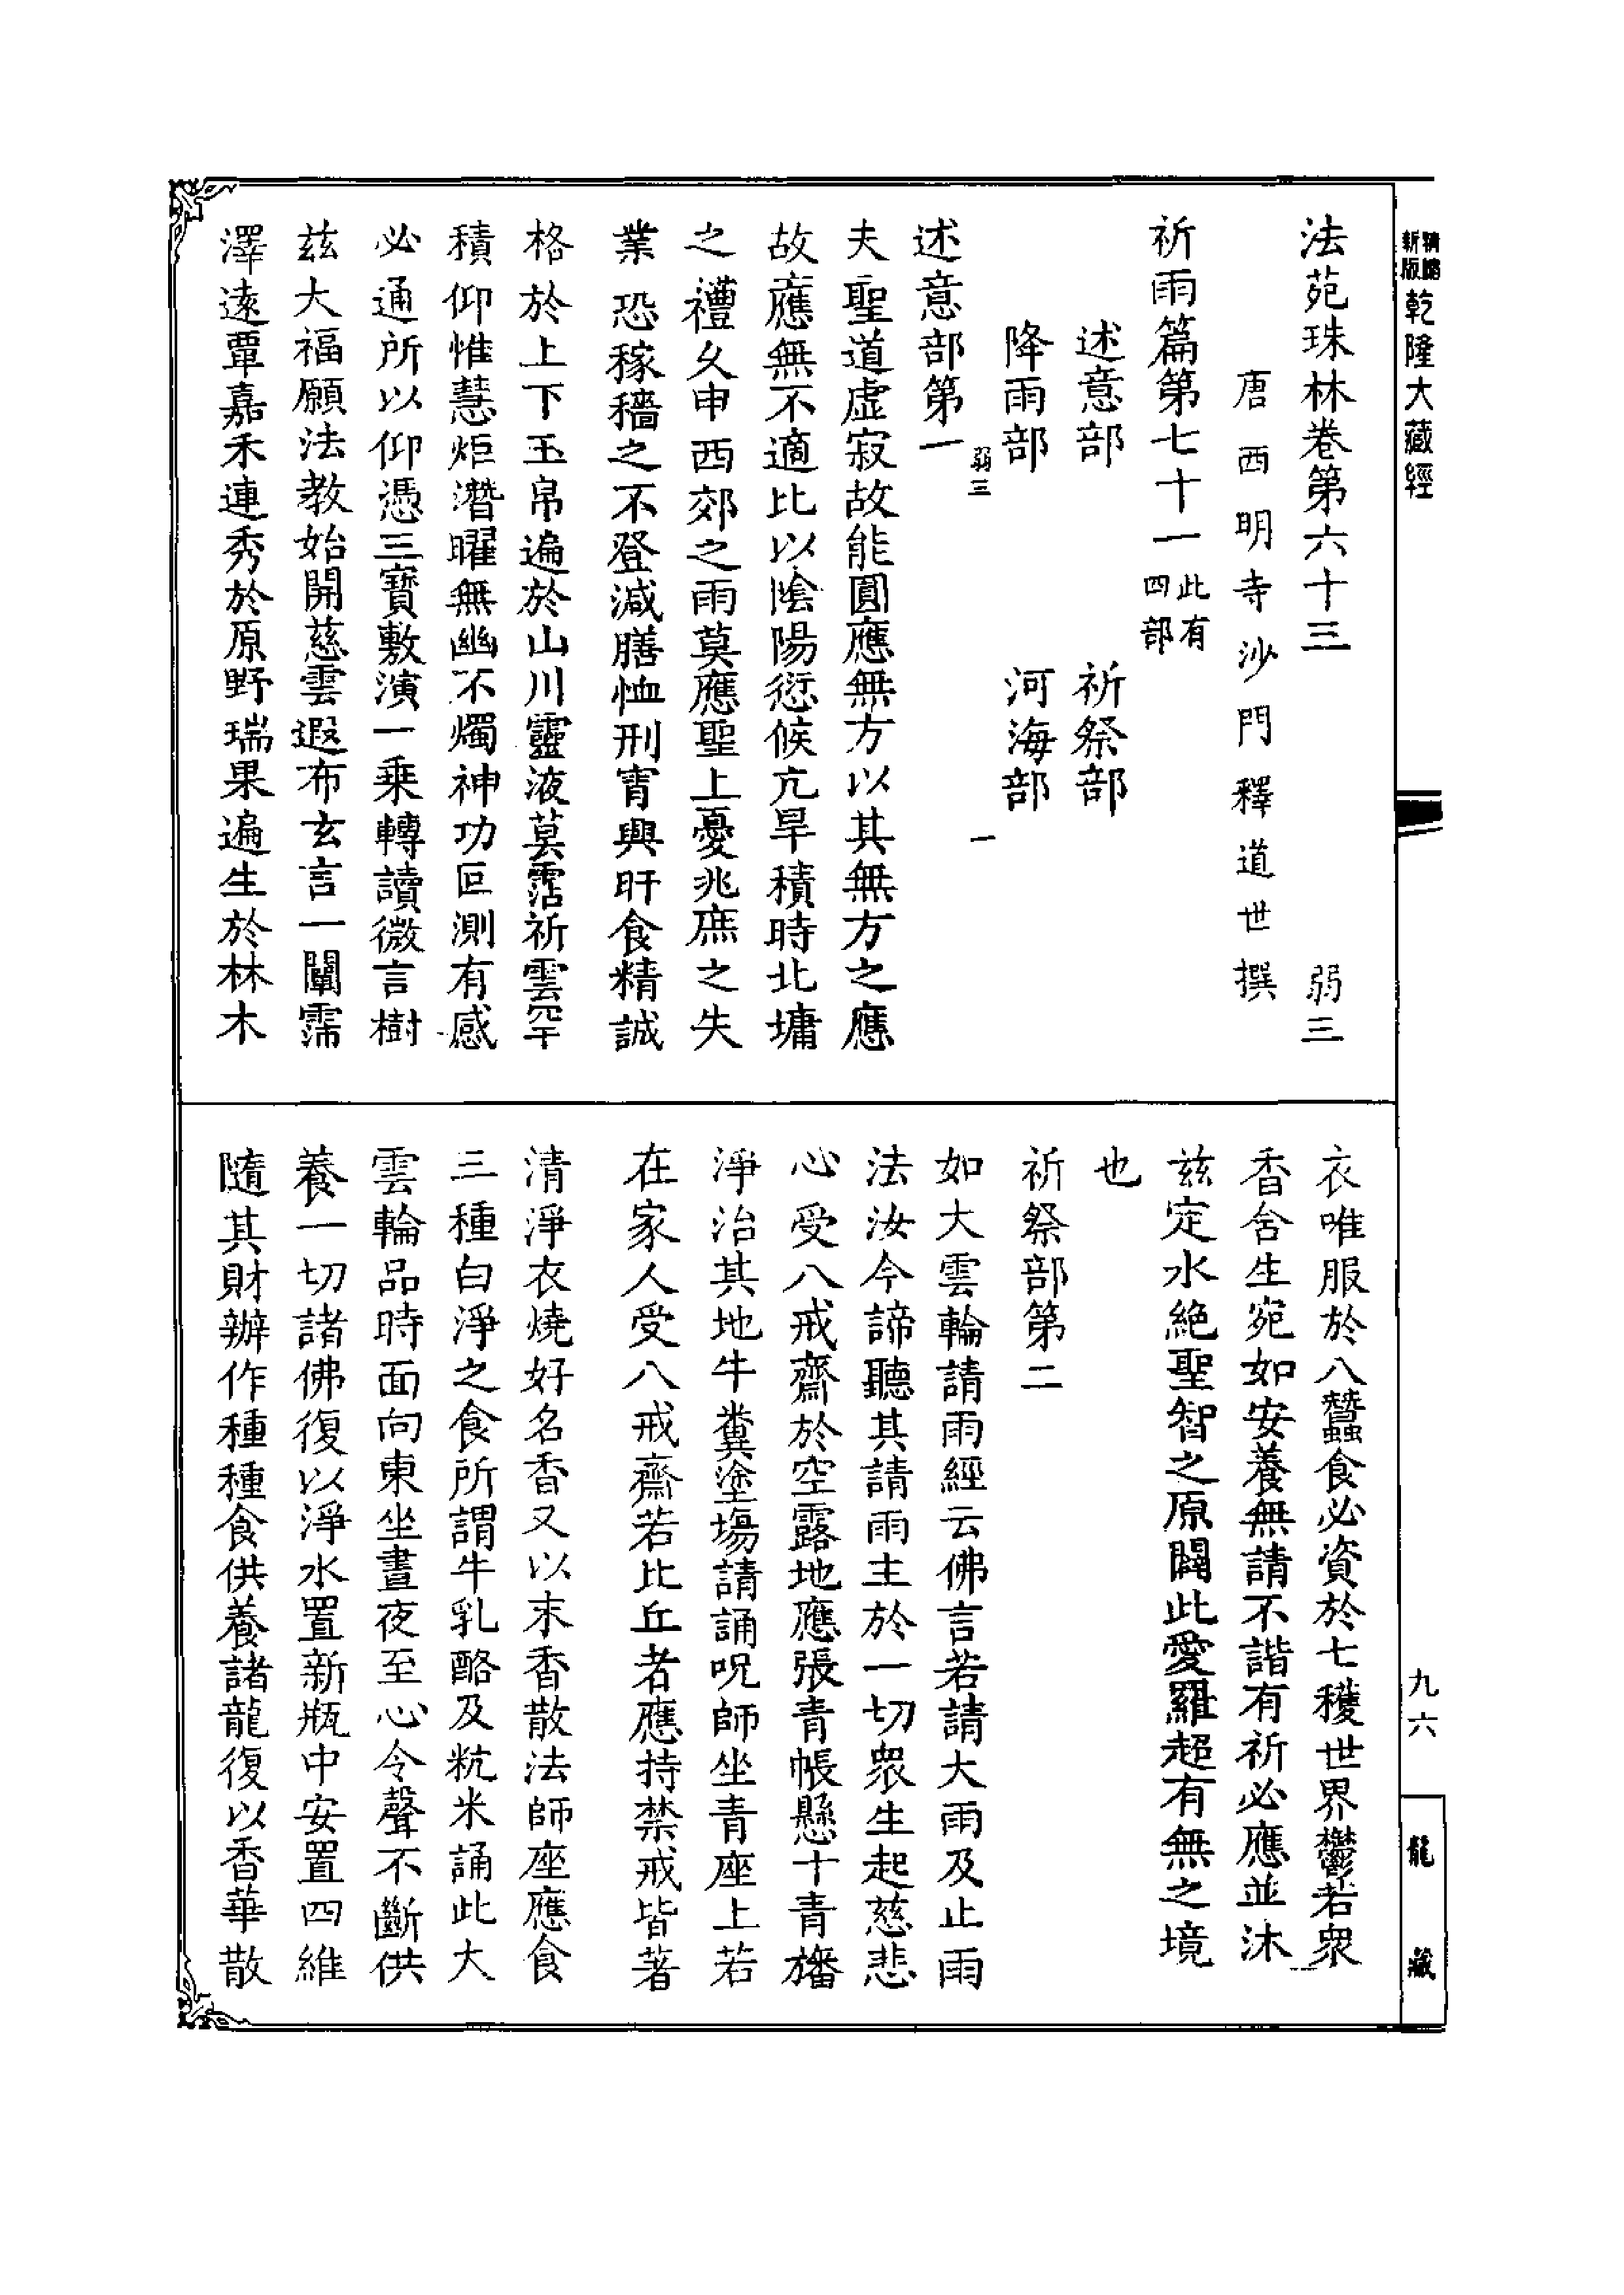 新版
乾隆大藏經
法苑珠林卷第六十三 弱三
唐西明寺沙門釋道世撰
祈雨篇第七十一此有四部
述意部 祈祭部
降雨部 河海部
弱三 一
述意部第一
夫聖道虛寂故能圓應無方以其無方之應
故應無不適比以陰陽愆候亢旱積時北墉
之禮久申西郊之雨莫應聖上憂兆庶之失
業恐稼穡之不登減膳恤刑宵興旰食精誠
格於上下玉帛遍於山川靈液莫霑祈雲罕
積仰惟慧炬潛曜無幽不燭神功叵測有感
必通所以仰憑三寶敷演一乘轉讀微言樹
茲大福願法教始開慈雲遐布玄言一闡霈
澤遠覃嘉禾連秀於原野瑞果遍生於林木
衣唯服於八蠶食必資於七穫世界鬱若衆
香舍生宛如安養無請不諧有祈必應並沐
茲定水絶聖智之原闢此愛羅超有無之境
也
祈祭部第二
如大雲輪請雨經云佛言若請大雨及止雨
法汝今諦聽其請雨主於一切衆生起慈悲
心受八戒齋於空露地應張青帳懸十青旛
淨治其地牛糞塗場請誦呪師坐青座上若
在家人受八戒齋若比丘者應持禁戒皆著
清淨衣燒好名香又以末香散法師座應食
三種白淨之食所謂牛乳酪及粇米誦此大
雲輪品時面向東坐晝夜至心令聲不斷供
養一切諸佛復以淨水置新瓶中安置四維
隨其財辦作種種食供養諸龍復以香華散
九六
龍藏